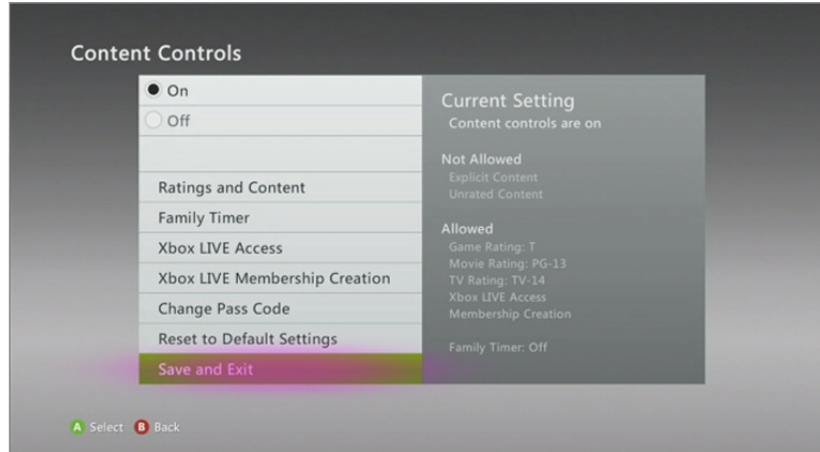 Content Controls
On
Off
Ratings and Content
Family Timer
Xbox LIVE Access
Xbox LIVE Membership Creation
Change Pass Code
Reset to Default Settings
Save and Exit
Current Setting
Content controls are on
Not Allowed
Explicit Content
Unrated Content
Allowed
Game Rating: T
Movie Rating: PG-13
TV Rating: TV-14
Xbox LIVE Access
Membership Creation
Family Timer: Off
A Select B Back